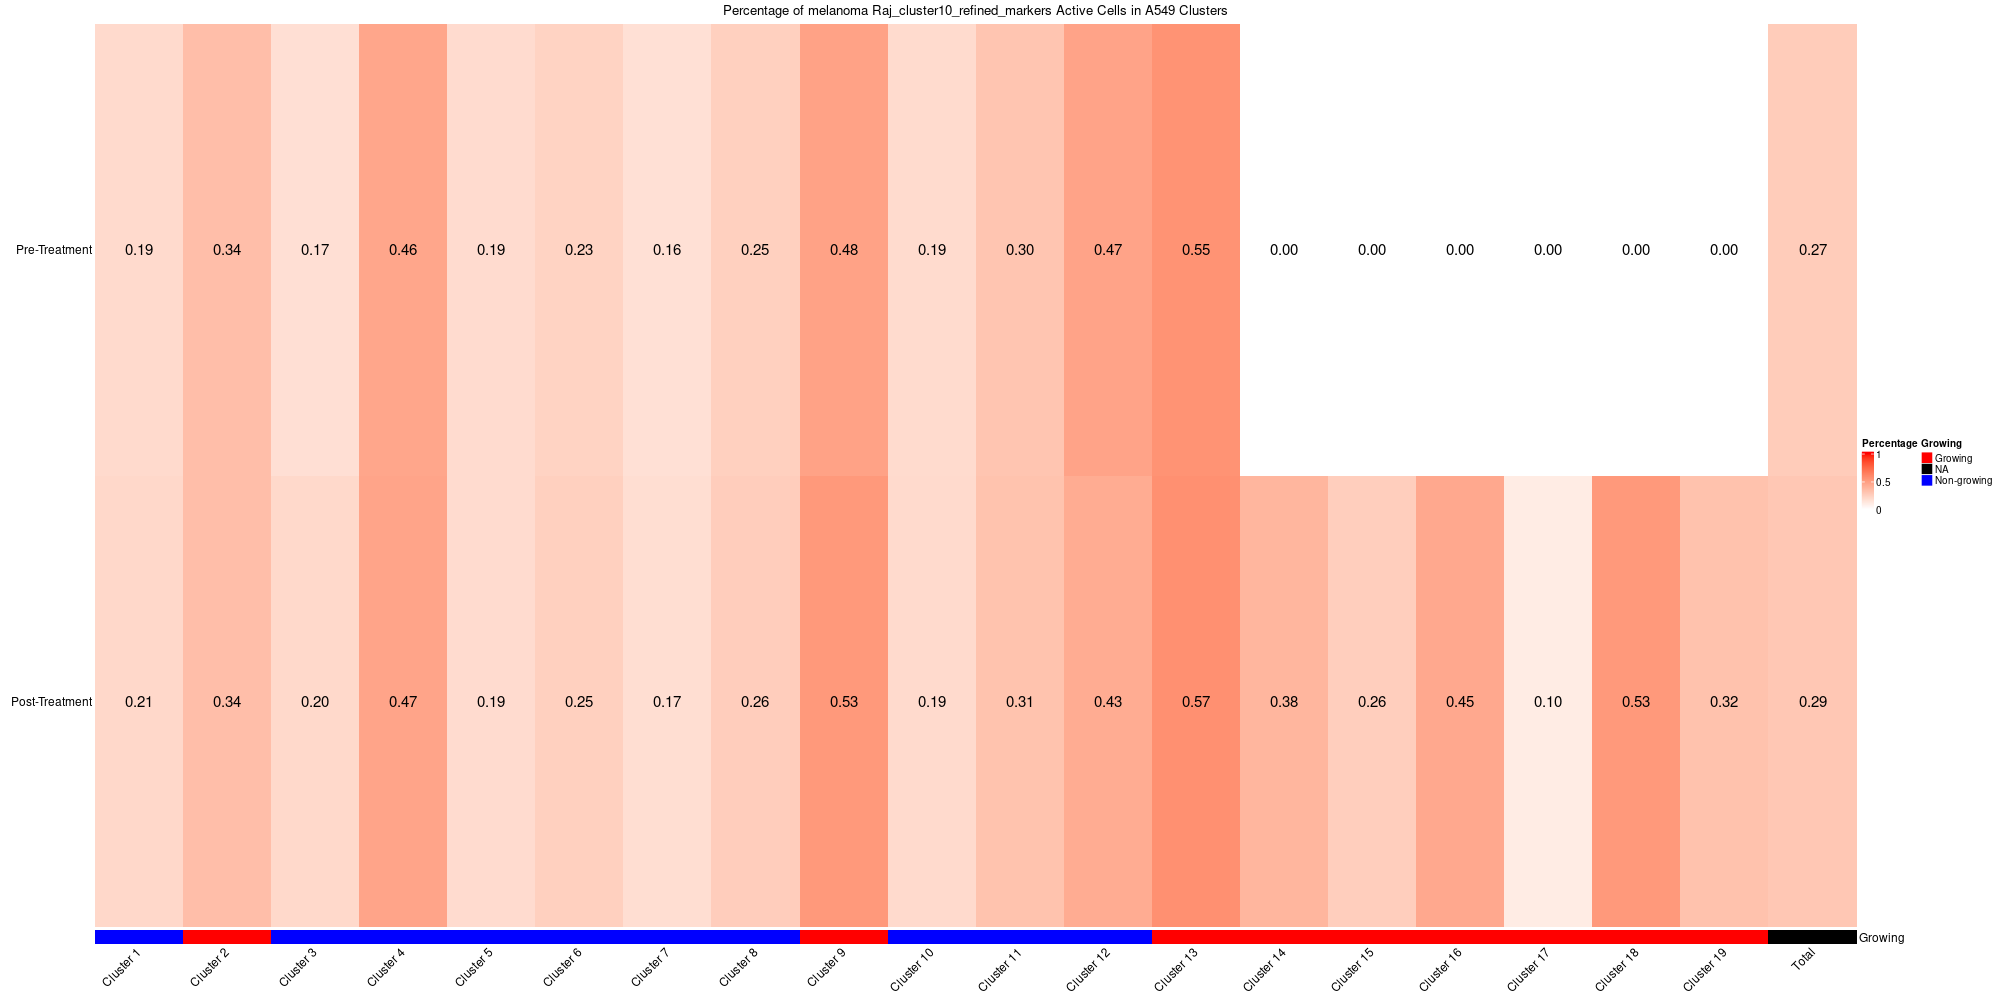 Percentage of melanoma Raj_cluster10_refined_markers Active Cells in A549 Clusters
Pre-Treatment 0.19 0.34 0.17 0.46 0.19 0.23 0.16 0.25 0.48 0.19 0.30 0.47 0.55 0.00 0.00 0.00 0.00 0.00 0.00 0.27
Post-Treatment 0.21 0.34 0.20 0.47 0.19 0.25 0.17 0.26 0.53 0.19 0.31 0.43 0.57 0.38 0.26 0.45 0.10 0.53 0.32 0.29
Growing
Cluster 1 Cluster 2 Cluster 3 Cluster 4 Cluster 5 Cluster 6 Cluster 7 Cluster 8 Cluster 9 Cluster 10 Cluster 11 Cluster 12 Cluster 13 Cluster 14 Cluster 15 Cluster 16 Cluster 17 Cluster 18 Cluster 19 Total
Percentage
1
0.5
0
Growing
Growing
NA
Non-growing